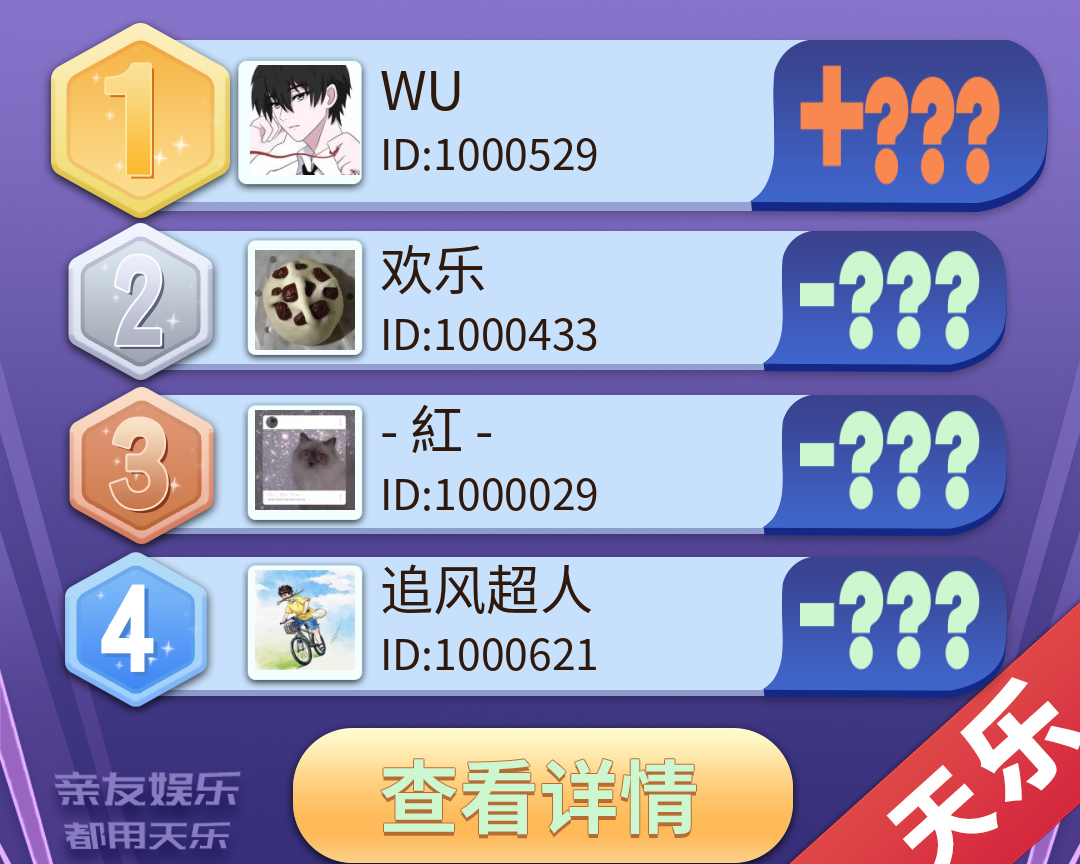 1
WU
ID:1000529
+???
2
欢乐
ID:1000433
-???
3
- 紅 -
ID:1000029
-???
4
追风超人
ID:1000621
-???
查看详情
亲友娱乐
都用天乐
天乐